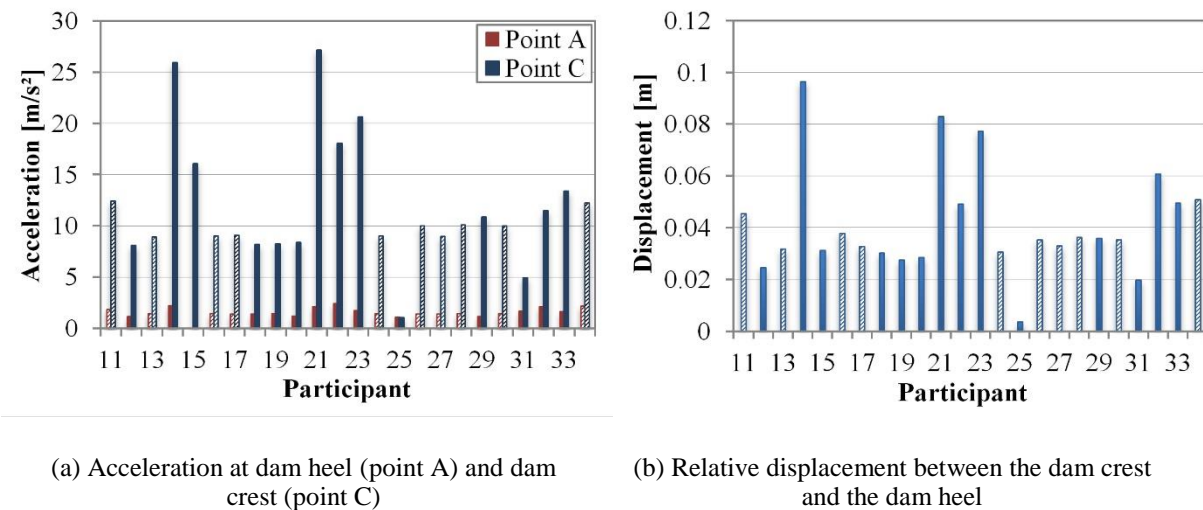 30
25
20
15
10
5
0
Acceleration [m/s²]
Point A
Point C
11 13 15 17 19 21 23 25 27 29 31 33
Participant
0.12
0.1
0.08
0.06
0.04
0.02
0
Displacement [m]
11 13 15 17 19 21 23 25 27 29 31 33
Participant
(a) Acceleration at dam heel (point A) and dam
crest (point C)
(b) Relative displacement between the dam crest
and the dam heel